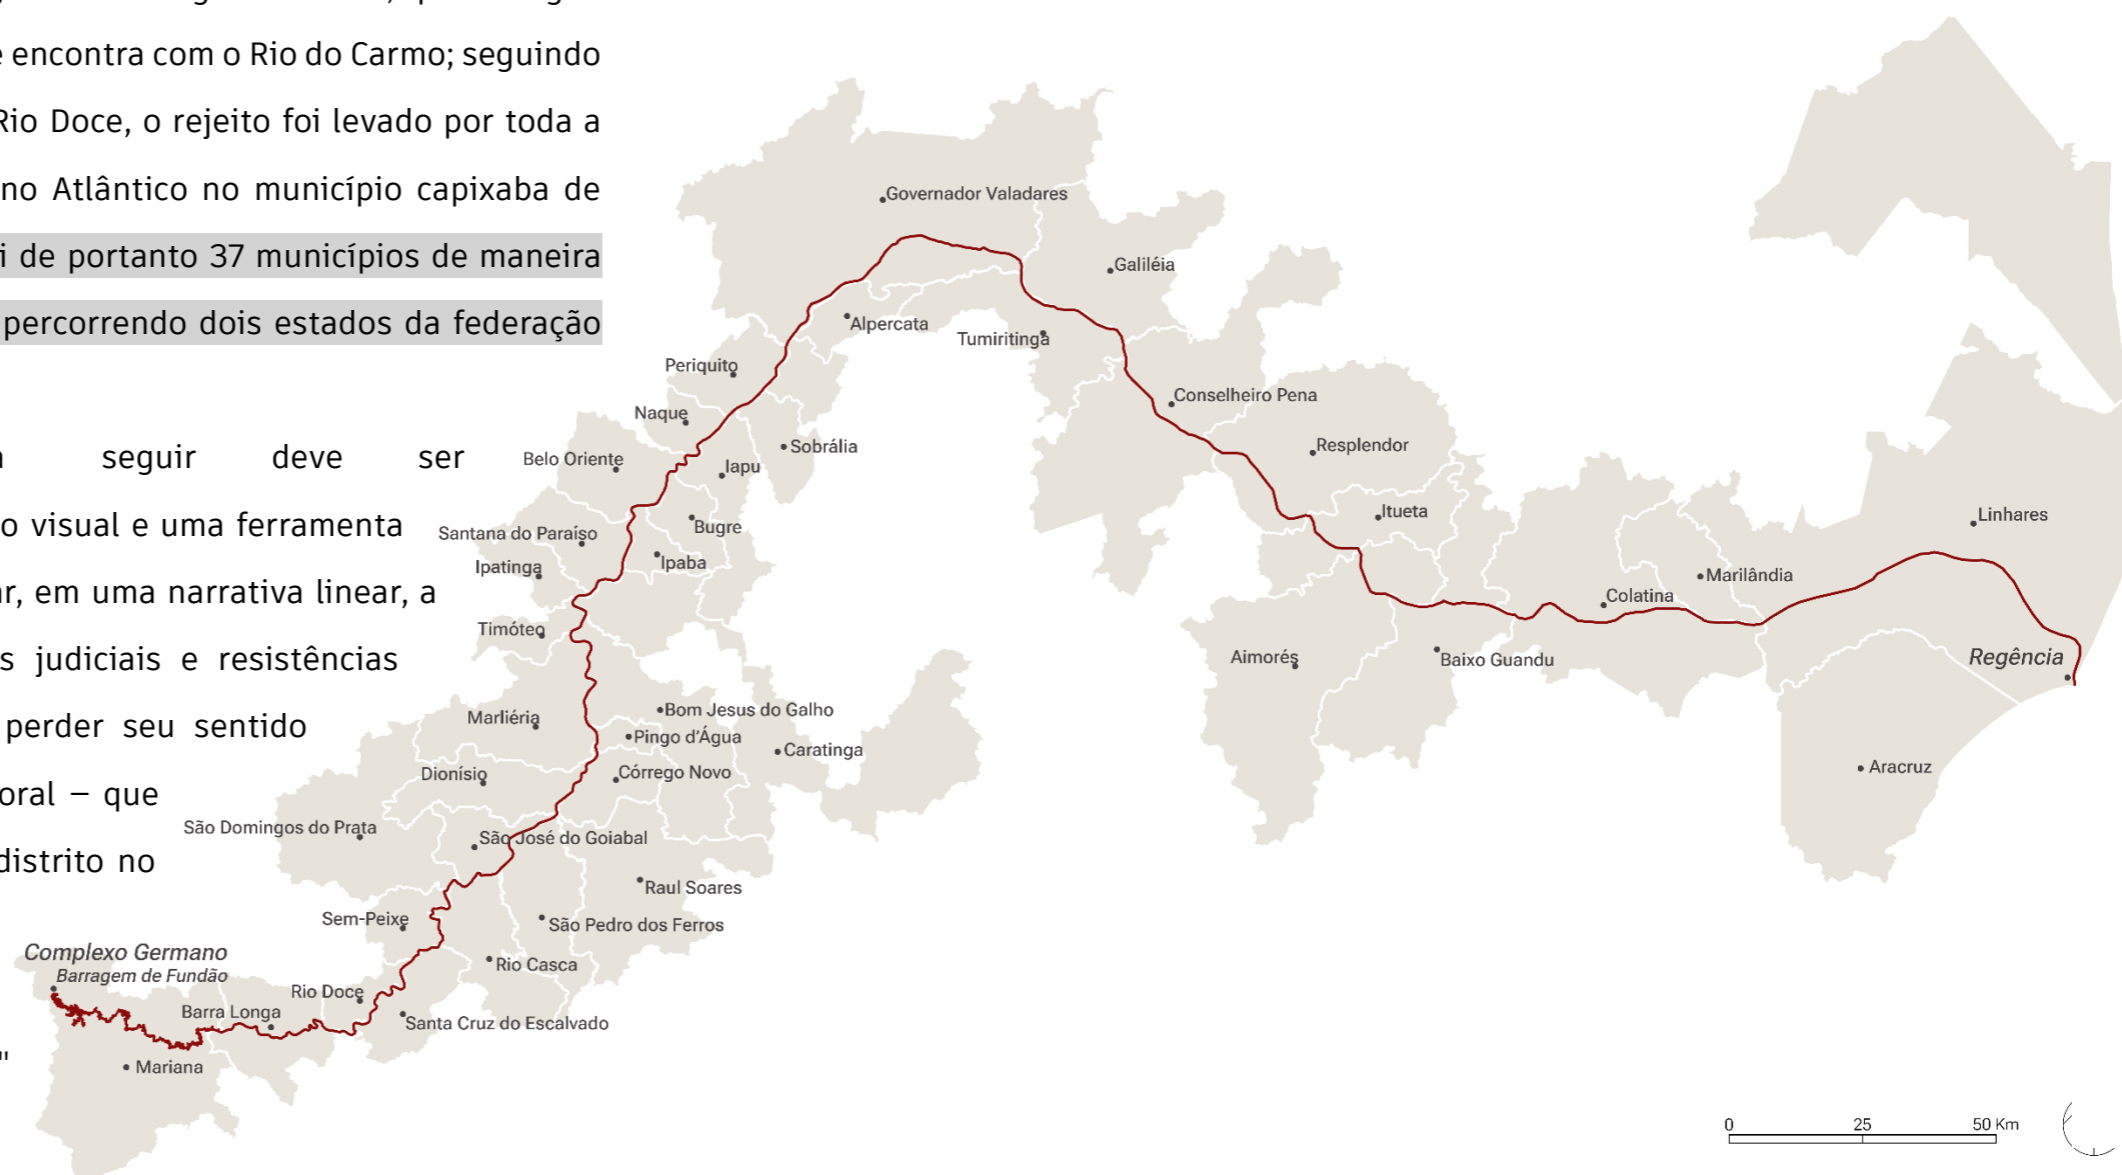 e encontra com o Rio do Carmo; seguindo
Rio Doce, o rejeito foi levado por toda a
no Atlântico no município capixaba de
i de portanto 37 municípios de maneira
percorrendo dois estados da federação
seguir deve ser
o visual e uma ferramenta
ar, em uma narrativa linear, a
s judiciais e resistências
perder seu sentido
oral – que
distrito no
"
Governador Valadares
Galiléia
Alpercata
Tumiritinga
Periquito
Conselheiro Pena
Naque
Resplendor
Sobrália
Belo Oriente
Iapu
Itueta
Linhares
Bugre
Santana do Paraíso
Ipaba
Ipatinga
Marilândia
Colatina
Timóteo
Aimorés
Baixo Guandu
Regência
Bom Jesus do Galho
Marliéria
Pingo d'Água
Caratinga
Aracruz
Dionísio
Córrego Novo
São Domingos do Prata
São José do Goiabal
Raul Soares
Sem-Peixe
São Pedro dos Ferros
Complexo Germano
Barragem de Fundão
Rio Casca
Rio Doce
Barra Longa
Santa Cruz do Escalvado
Mariana
0 25 50 Km